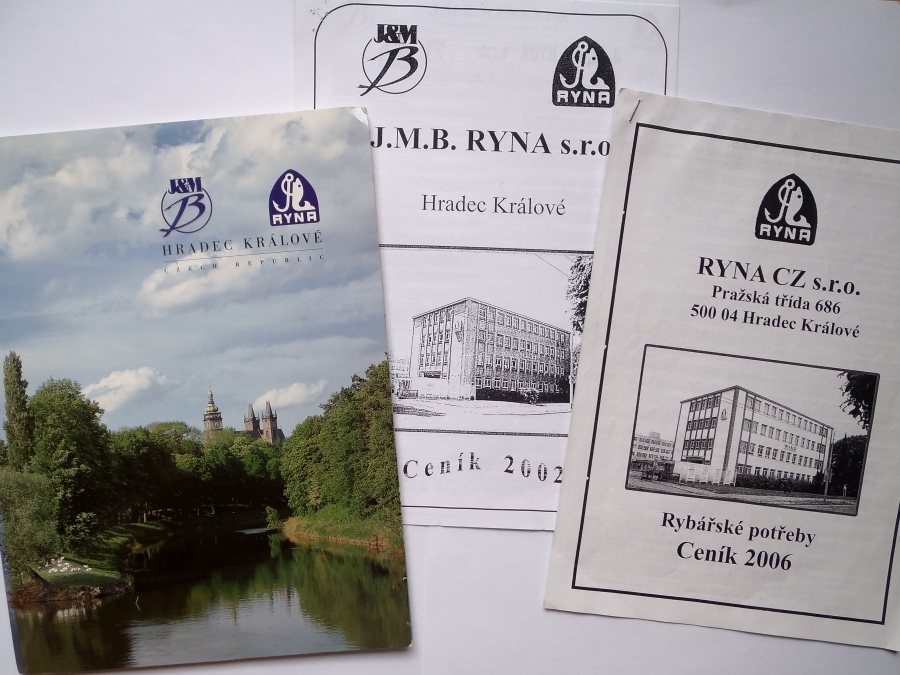 J&M
B
RYNA
HRADEC KRÁLOVÉ
CZECH REPUBLIC
J&M
B
RYNA
J.M.B. RYNA s.r.o
Hradec Králové
Ceník 2002
RYNA
RYNA CZ s.r.o.
Pražská třída 686
500 04 Hradec Králové
Rybářské potřeby
Ceník 2006